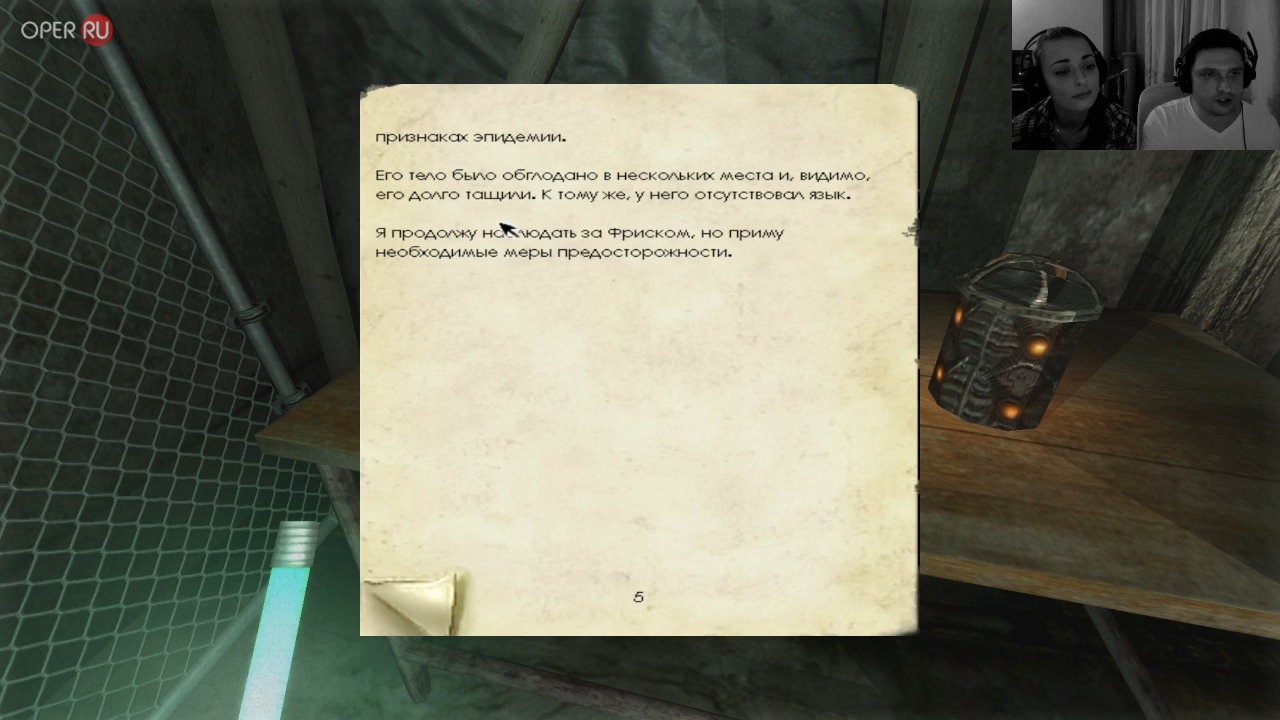 OPER RU
признаках эпидемии.
Его тело было обглодано в нескольких места и, видимо,
его долго тащили. К тому же, у него отсутствовал язык.
Я продолжу наблюдать за Фриском, но приму
необходимые меры предосторожности.
5